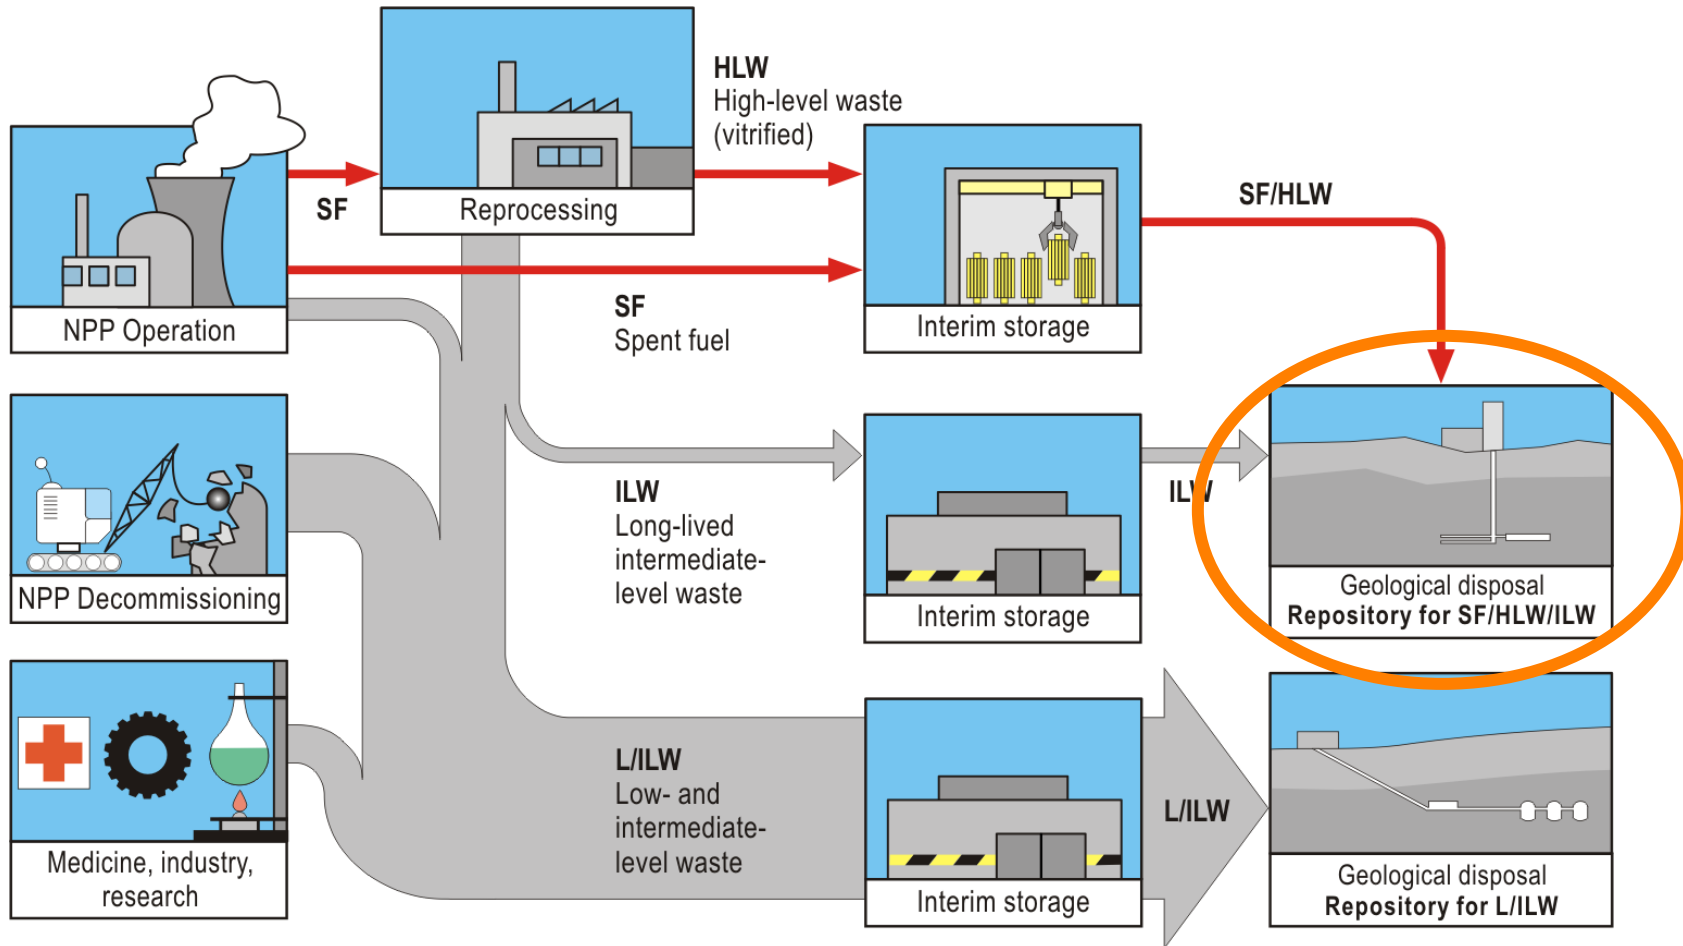 HLW
High-level waste
(vitrified)
SF
Reprocessing
SF/HLW
NPP Operation
SF
Spent fuel
Interim storage
ILW
Long-lived
intermediate-
level waste
ILW
NPP Decommissioning
Interim storage
Geological disposal
Repository for SF/HLW/ILW
L/ILW
Low- and
intermediate-
level waste
L/ILW
Medicine, industry,
research
Interim storage
Geological disposal
Repository for L/ILW